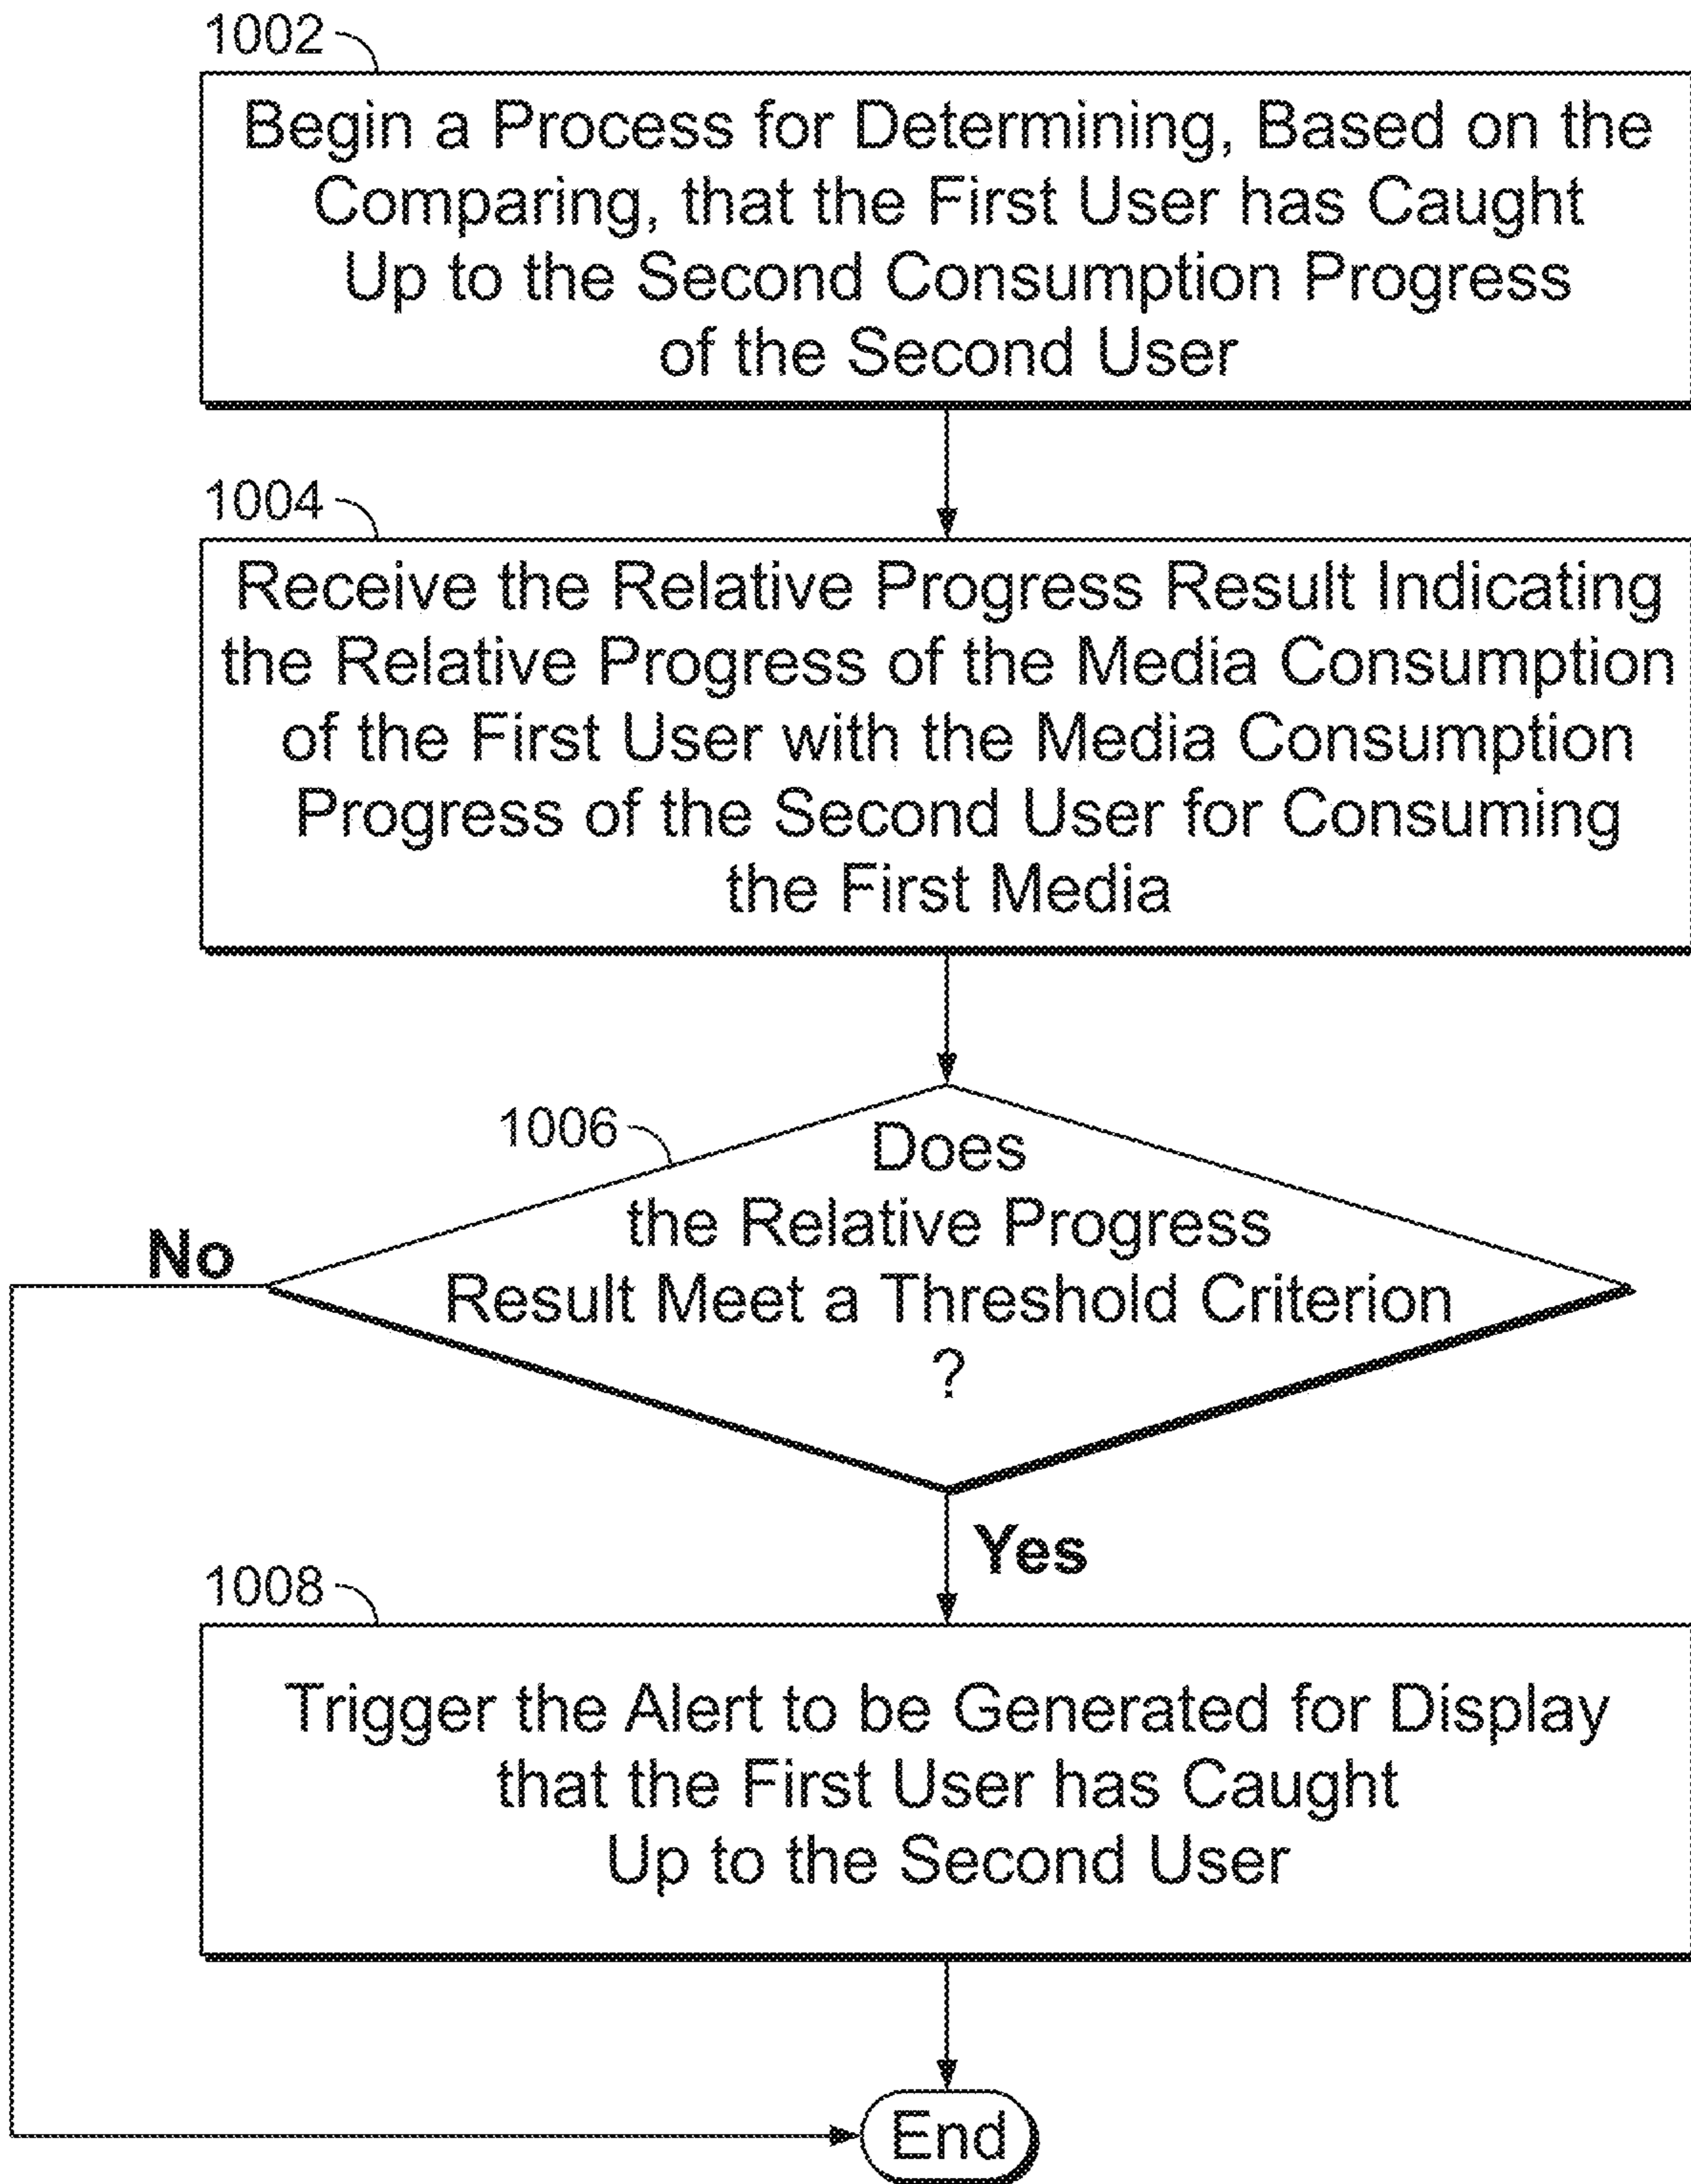 1002
Begin a Process for Determining, Based on the
Comparing, that the First User has Caught
Up to the Second Consumption Progress
of the Second User
1004
Receive the Relative Progress Result Indicating
the Relative Progress of the Media Consumption
of the First User with the Media Consumption
Progress of the Second User for Consuming
the First Media
1006
Does
the Relative Progress
Result Meet a Threshold Criterion
?
No
Yes
1008
Trigger the Alert to be Generated for Display
that the First User has Caught
Up to the Second User
End